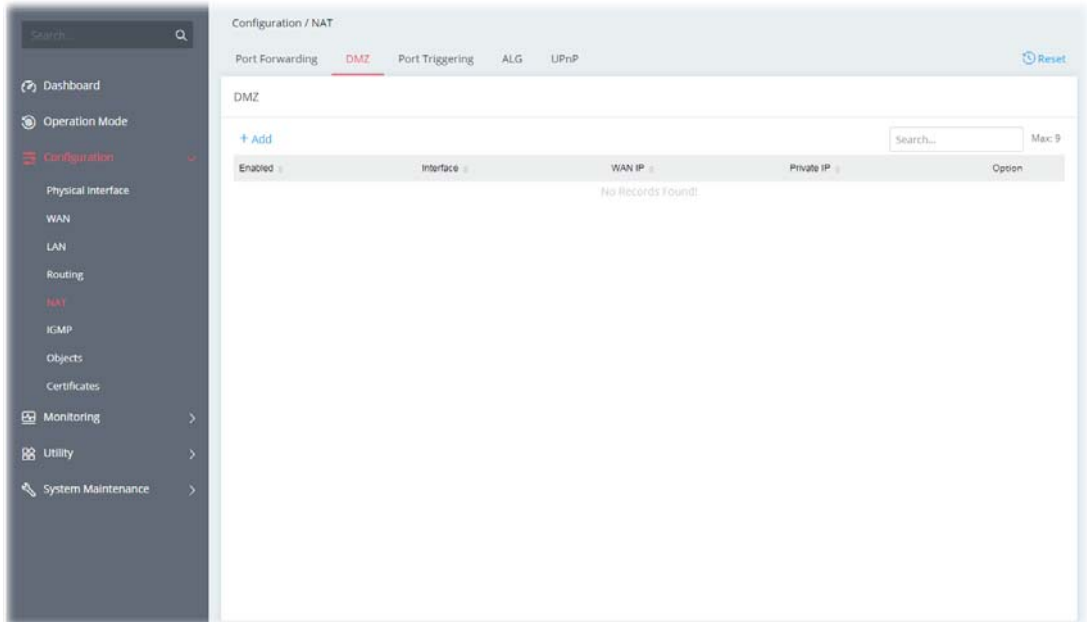 Search...
Dashboard
Operation Mode
Configuration
Physical Interface
WAN
LAN
Routing
NAT
IGMP
Objects
Certificates
Monitoring
Utility
System Maintenance
Configuration / NAT
Port Forwarding DMZ Port Triggering ALG UPnP Reset
DMZ
+ Add Search... Max: 9
Enabled Interface WAN IP Private IP Option
No Records Found!